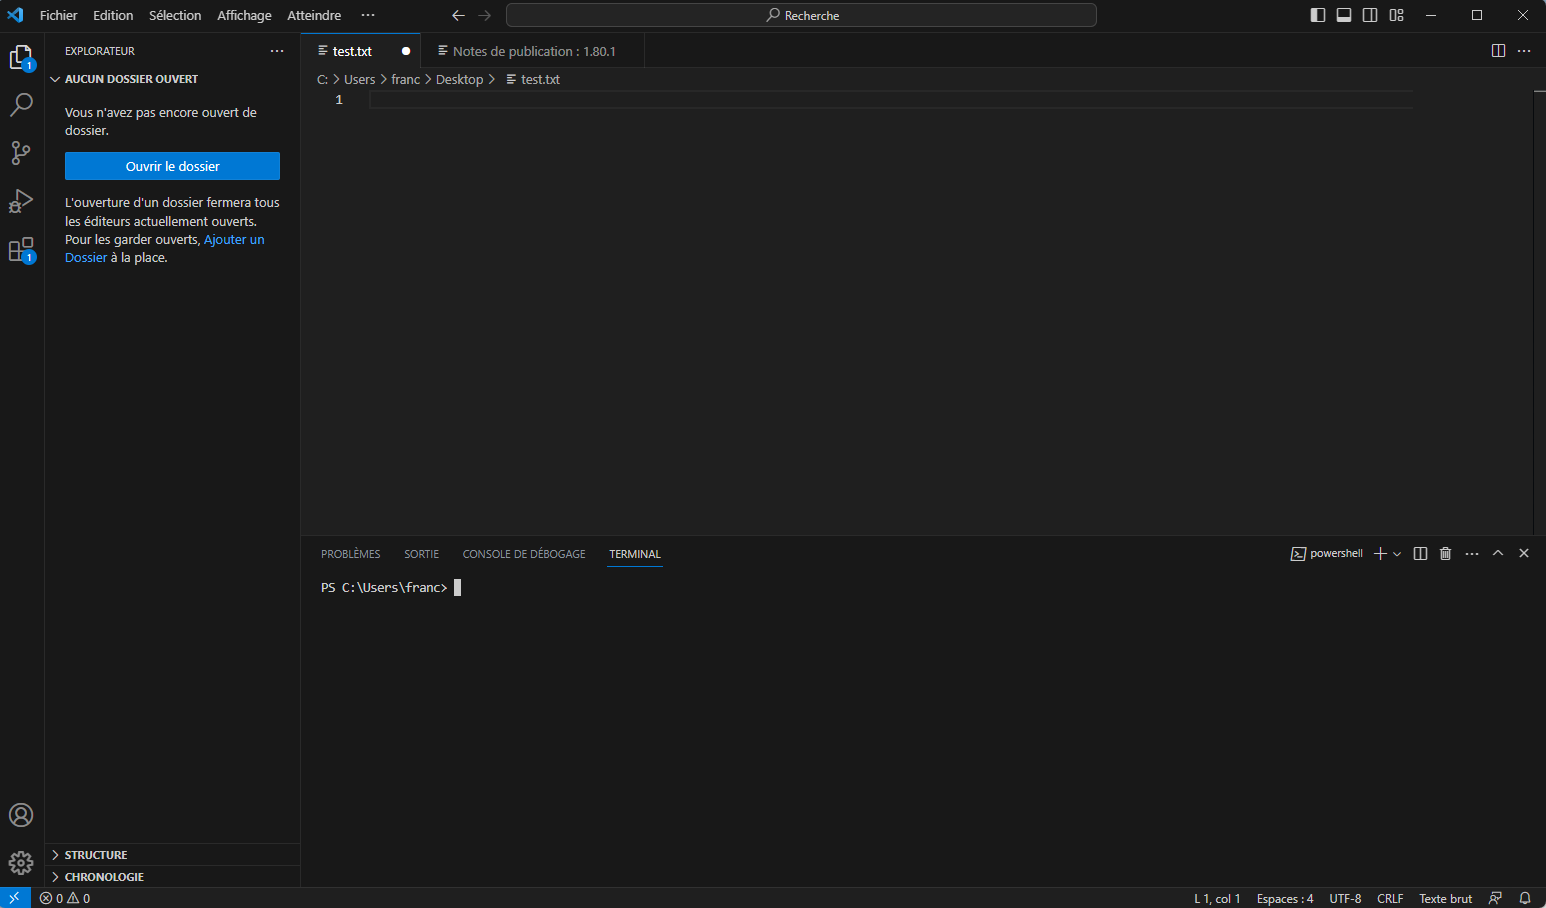 Fichier Edition Sélection Affichage Atteindre ··· Recherche
EXPLORATEUR ···
AUCUN DOSSIER OUVERT
Vous n'avez pas encore ouvert de
dossier.
Ouvrir le dossier
L'ouverture d'un dossier fermera tous
les éditeurs actuellement ouverts.
Pour les garder ouverts, Ajouter un
Dossier à la place.
1
1
STRUCTURE
CHRONOLOGIE
test.txt Notes de publication : 1.80.1
C: > Users > franc > Desktop > test.txt
1
PROBLÈMES SORTIE CONSOLE DE DÉBOGAGE TERMINAL powershell
PS C:\Users\franc>
0 0 L 1, col 1 Espaces : 4 UTF-8 CRLF Texte brut